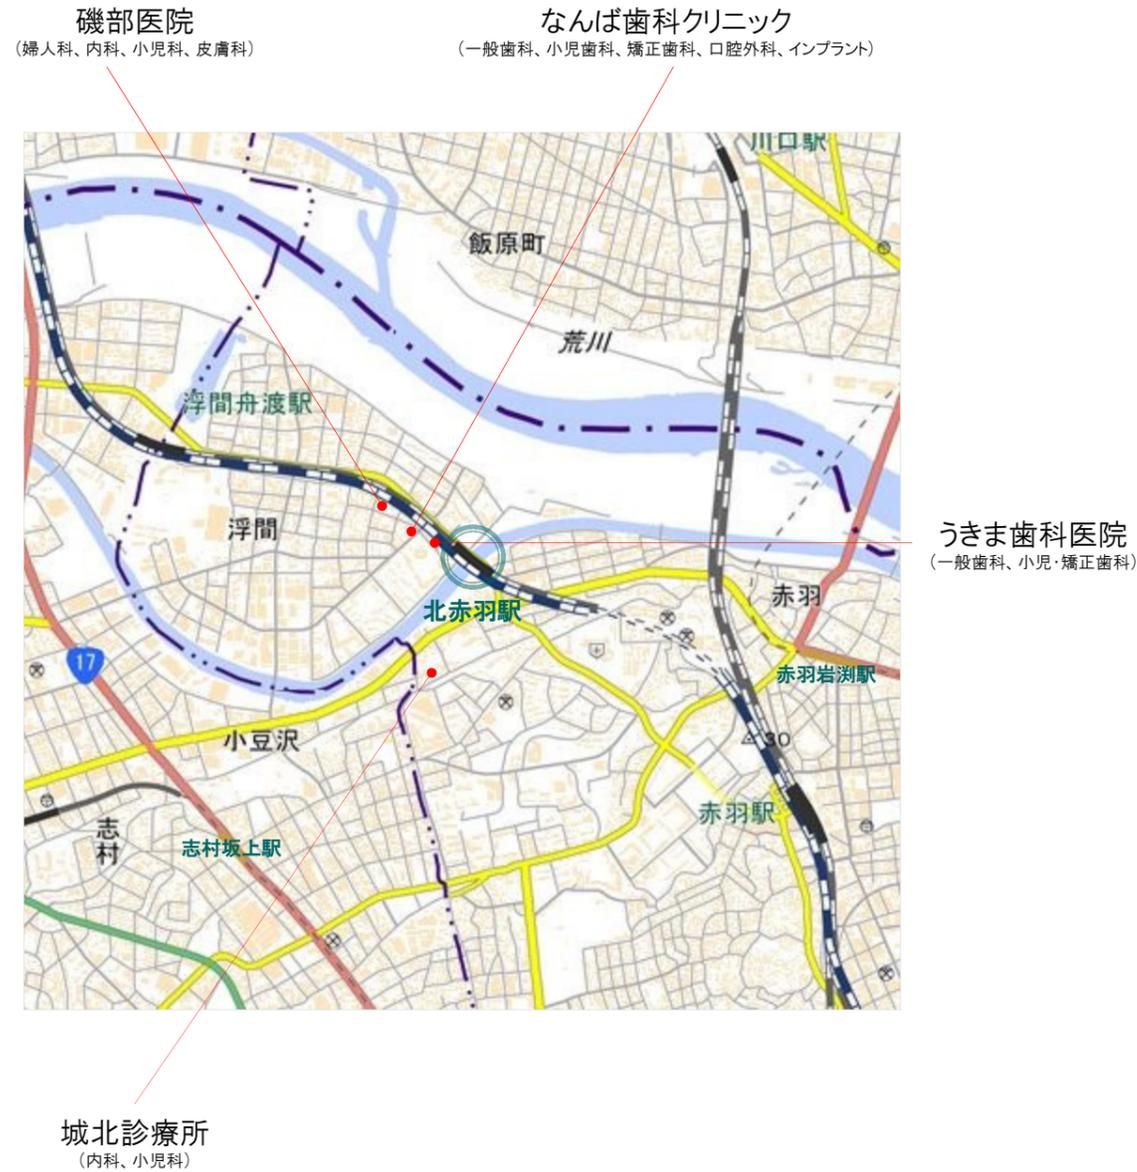 磯部医院
（婦人科、内科、小児科、皮膚科）
なんば歯科クリニック
（一般歯科、小児歯科、矯正歯科、口腔外科、インプラント）
川口駅
飯原町
荒川
浮間舟渡駅
浮間
うきま歯科医院
（一般歯科、小児・矯正歯科）
北赤羽駅
赤羽
17
赤羽岩渕駅
小豆沢
30
赤羽駅
志村
志村坂上駅
城北診療所
（内科、小児科）